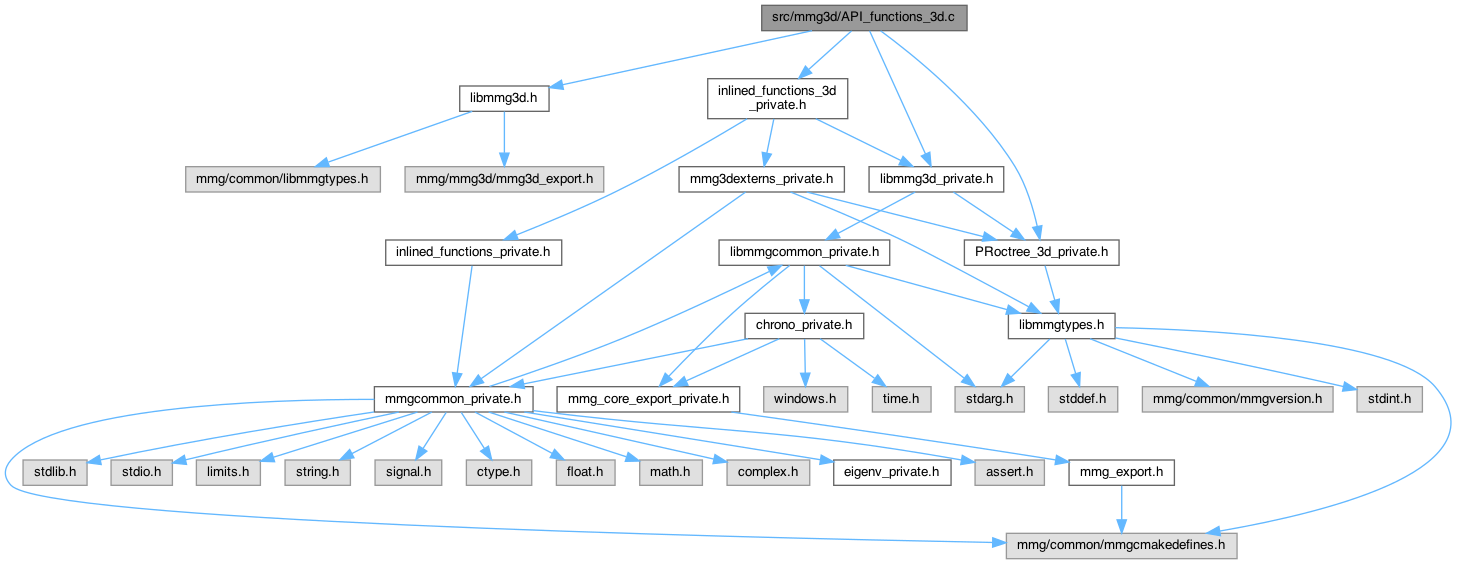 src/mmg3d/API_functions_3d.c
libmmg3d.h
inlined_functions_3d
_private.h
mmg/common/libmmgtypes.h
mmg/mmg3d/mmg3d_export.h
mmg3dexterns_private.h
libmmg3d_private.h
inlined_functions_private.h
libmmgcommon_private.h
PRoctree_3d_private.h
chrono_private.h
libmmgtypes.h
mmgcommon_private.h
mmg_core_export_private.h
windows.h
time.h
stdarg.h
stddef.h
mmg/common/mmgversion.h
stdint.h
stdlib.h
stdio.h
limits.h
string.h
signal.h
ctype.h
float.h
math.h
complex.h
eigenv_private.h
assert.h
mmg_export.h
mmg/common/mmgcmakedefines.h